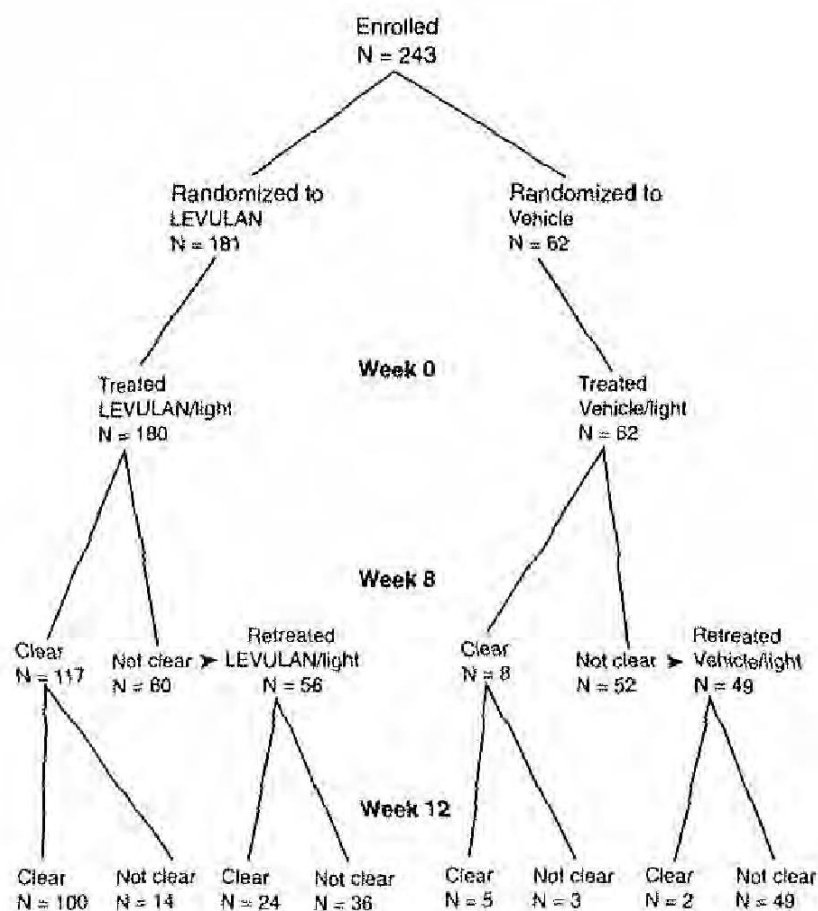 Enrolled
N = 243
Randomized to
LEVULAN
N = 181
Randomized to
Vehicle
N = 62
Week 0
Treated
LEVULAN/light
N = 180
Treated
Vehicle/light
N = 62
Week 8
Clear
N = 117
Not clear ➤
N = 60
Retreated
LEVULAN/light
N = 56
Clear
N = 8
Not clear ➤
N = 52
Retreated
Vehicle/light
N = 49
Week 12
Clear
N = 100
Not clear
N = 14
Clear
N = 24
Not clear
N = 36
Clear
N = 5
Not clear
N = 3
Clear
N = 2
Not clear
N = 49